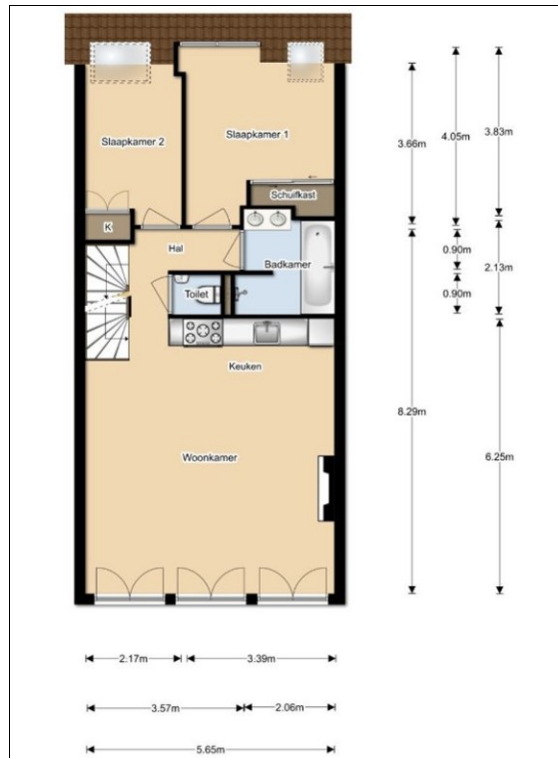 Slaapkamer 2
Slaapkamer 1
Schuifkast
K
Hal
Badkamer
Toilet
Keuken
Woonkamer
3.66m
4.05m
3.83m
0.90m
2.13m
0.90m
8.29m
6.25m
2.17m
3.39m
3.57m
2.06m
5.65m